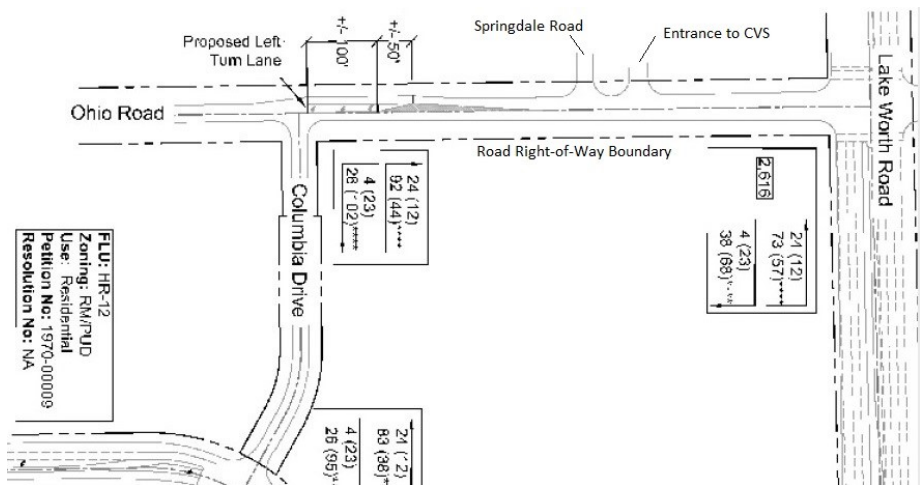 +/- 100'
+/- 50'
Springdale Road
Entrance to CVS
Proposed Left
Turn Lane
Ohio Road
Lake Worth Road
Road Right-of-Way Boundary
Columbia Drive
24 (12)
92 (44)****
4 (23)
2,616
21 (12)
73 (57)****
4 (23)
38 (68)
FLU: HR-12
Zoning: RM/PUD
Use: Residential
Petition No: 1970-00009
Resolution No: NA
4 (23)
26 (95)